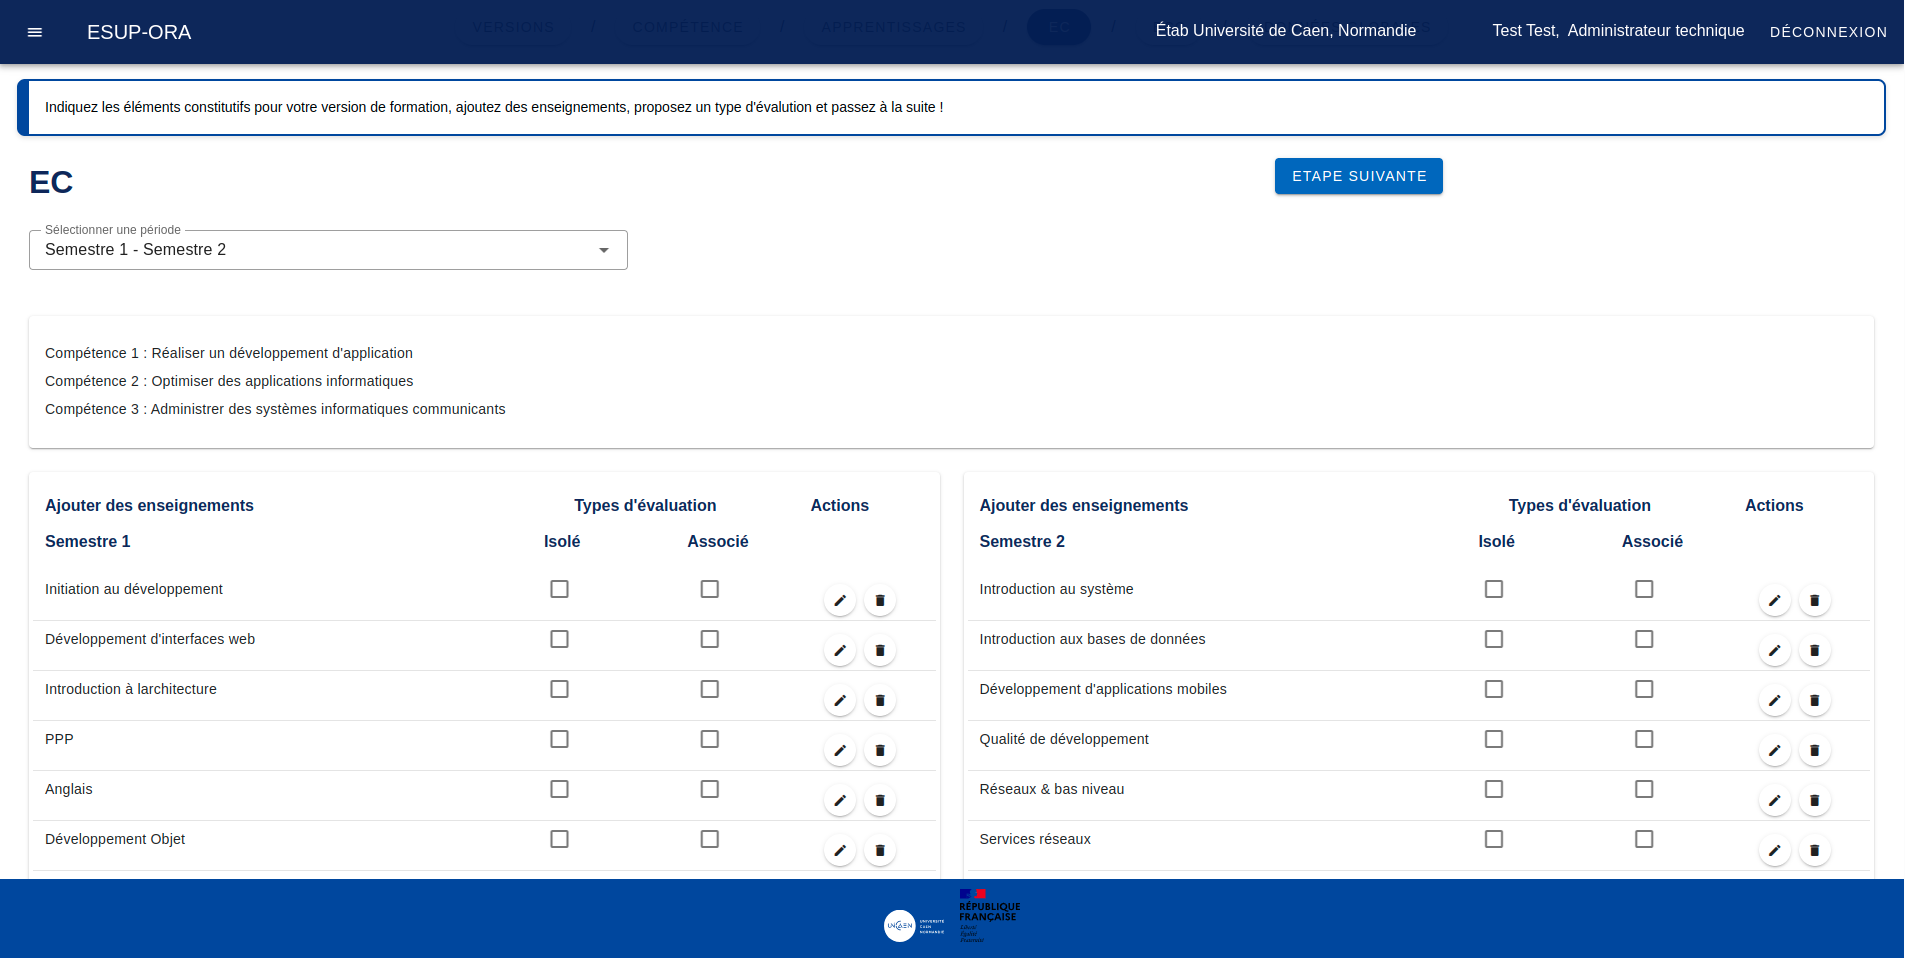 ESUP-ORA
VERSIONS / COMPÉTENCE / APPRENTISSAGES / EC /
Étab Université de Caen, Normandie
Test Test, Administrateur technique
DÉCONNEXION
Indiquez les éléments constitutifs pour votre version de formation, ajoutez des enseignements, proposez un type d'évalution et passez à la suite !
EC
ETAPE SUIVANTE
Sélectionner une période
Semestre 1 - Semestre 2
Compétence 1 : Réaliser un développement d'application
Compétence 2 : Optimiser des applications informatiques
Compétence 3 : Administrer des systèmes informatiques communicants
Ajouter des enseignements Types d'évaluation Actions
Semestre 1 Isolé Associé
Initiation au développement
Développement d'interfaces web
Introduction à larchitecture
PPP
Anglais
Développement Objet
Ajouter des enseignements Types d'évaluation Actions
Semestre 2 Isolé Associé
Introduction au système
Introduction aux bases de données
Développement d'applications mobiles
Qualité de développement
Réseaux & bas niveau
Services réseaux
UNICAEN
UNIVERSITÉ
CAEN
NORMANDIE
RÉPUBLIQUE
FRANÇAISE
Liberté
Égalité
Fraternité